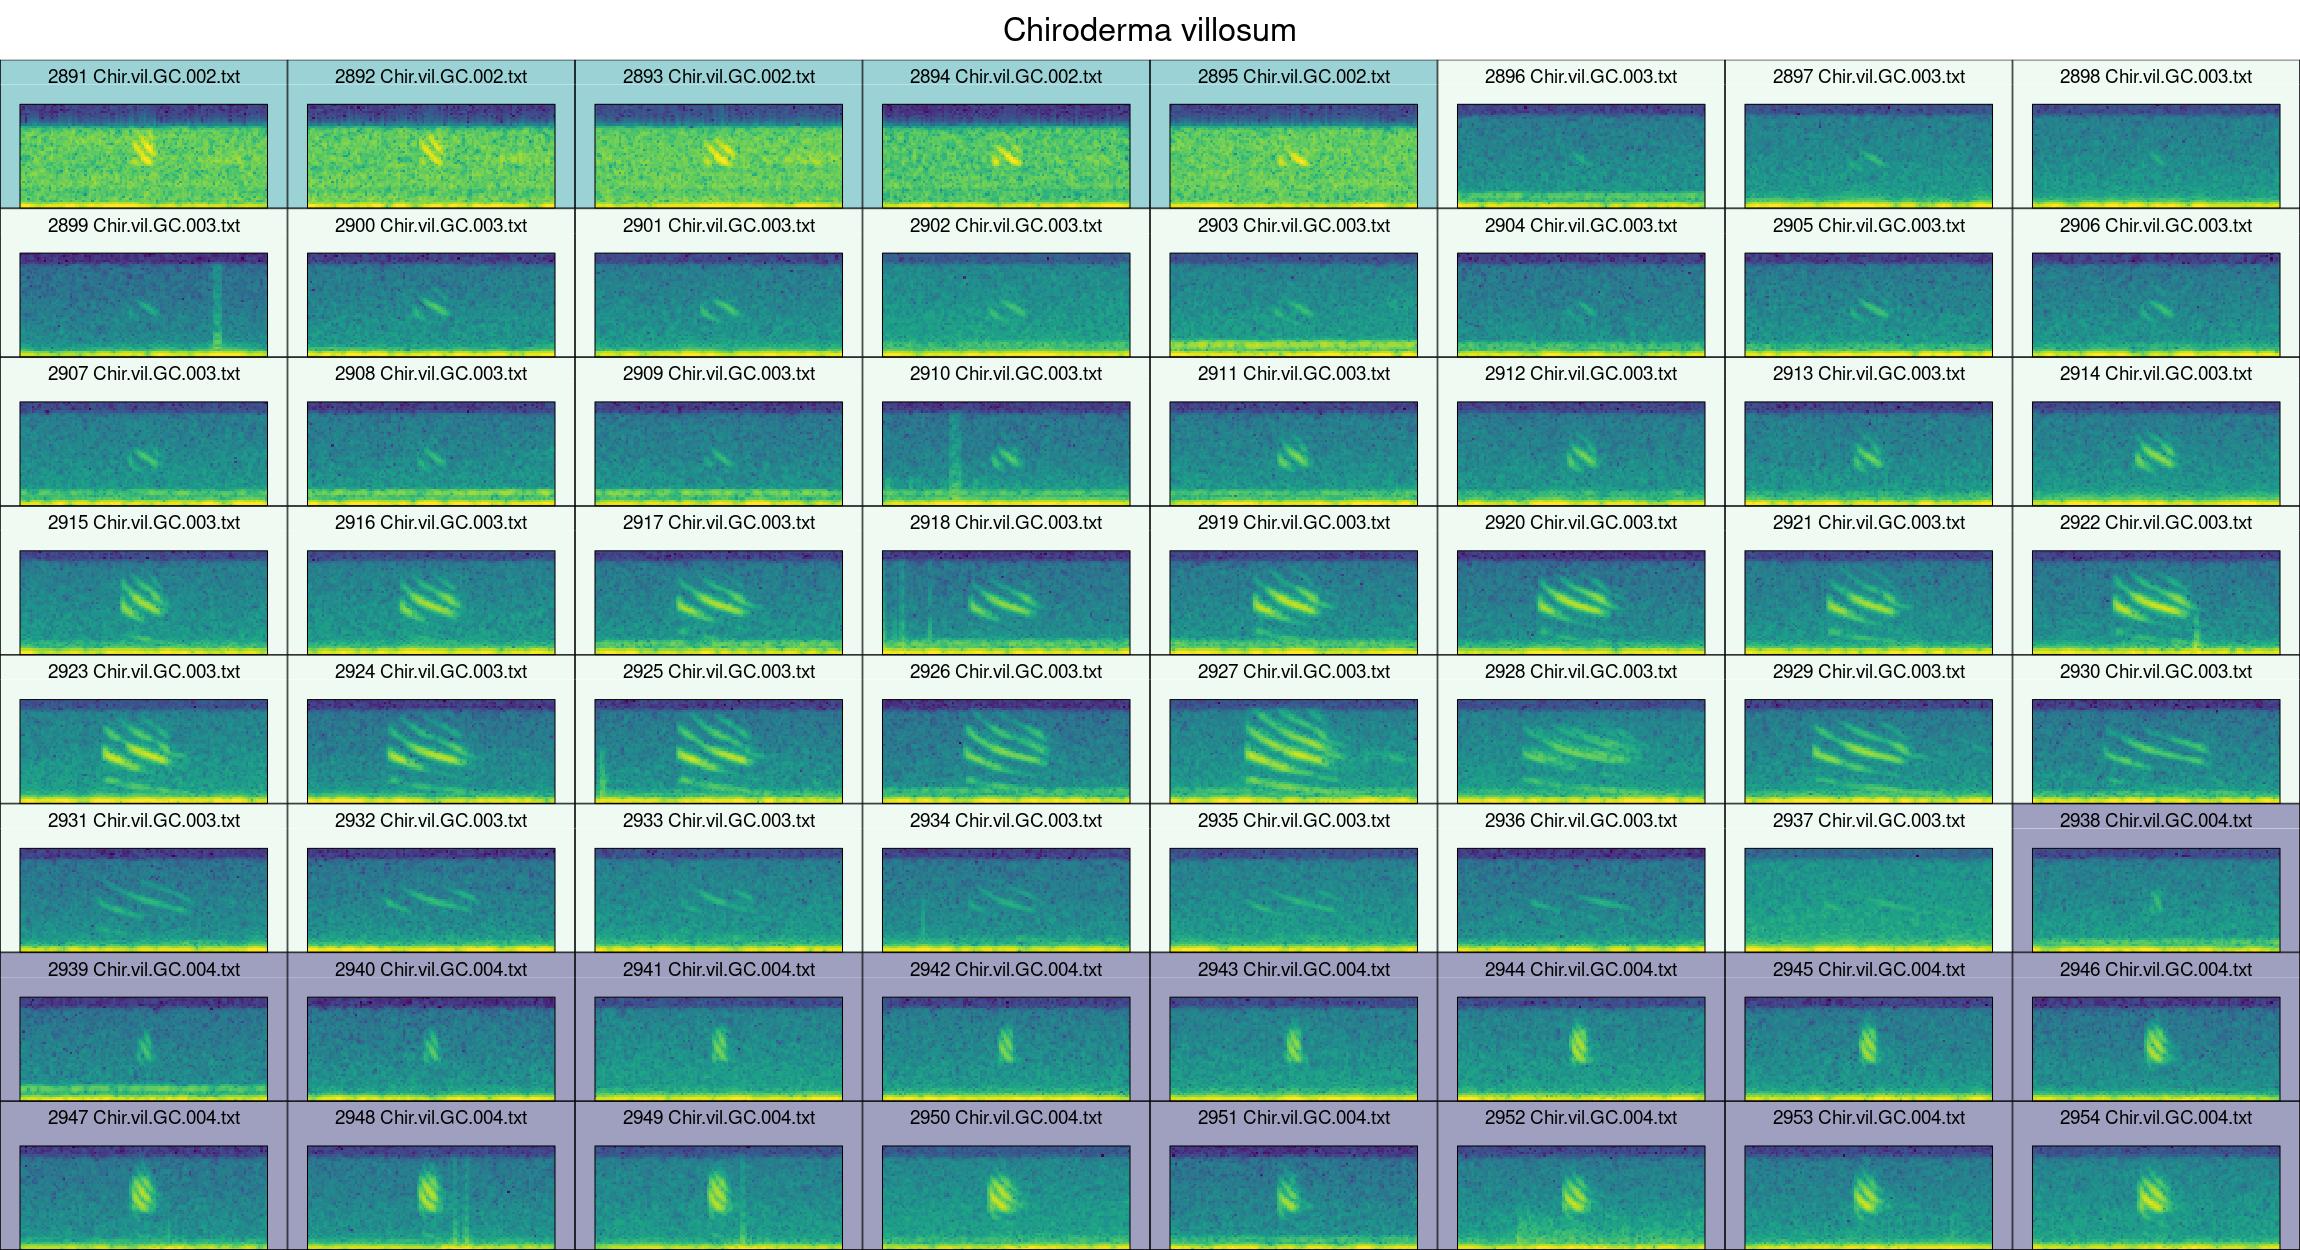 Chiroderma villosum
2891 Chir.vil.GC.002.txt 2892 Chir.vil.GC.002.txt 2893 Chir.vil.GC.002.txt 2894 Chir.vil.GC.002.txt 2895 Chir.vil.GC.002.txt 2896 Chir.vil.GC.003.txt 2897 Chir.vil.GC.003.txt 2898 Chir.vil.GC.003.txt
2899 Chir.vil.GC.003.txt 2900 Chir.vil.GC.003.txt 2901 Chir.vil.GC.003.txt 2902 Chir.vil.GC.003.txt 2903 Chir.vil.GC.003.txt 2904 Chir.vil.GC.003.txt 2905 Chir.vil.GC.003.txt 2906 Chir.vil.GC.003.txt
2907 Chir.vil.GC.003.txt 2908 Chir.vil.GC.003.txt 2909 Chir.vil.GC.003.txt 2910 Chir.vil.GC.003.txt 2911 Chir.vil.GC.003.txt 2912 Chir.vil.GC.003.txt 2913 Chir.vil.GC.003.txt 2914 Chir.vil.GC.003.txt
2915 Chir.vil.GC.003.txt 2916 Chir.vil.GC.003.txt 2917 Chir.vil.GC.003.txt 2918 Chir.vil.GC.003.txt 2919 Chir.vil.GC.003.txt 2920 Chir.vil.GC.003.txt 2921 Chir.vil.GC.003.txt 2922 Chir.vil.GC.003.txt
2923 Chir.vil.GC.003.txt 2924 Chir.vil.GC.003.txt 2925 Chir.vil.GC.003.txt 2926 Chir.vil.GC.003.txt 2927 Chir.vil.GC.003.txt 2928 Chir.vil.GC.003.txt 2929 Chir.vil.GC.003.txt 2930 Chir.vil.GC.003.txt
2931 Chir.vil.GC.003.txt 2932 Chir.vil.GC.003.txt 2933 Chir.vil.GC.003.txt 2934 Chir.vil.GC.003.txt 2935 Chir.vil.GC.003.txt 2936 Chir.vil.GC.003.txt 2937 Chir.vil.GC.003.txt 2938 Chir.vil.GC.004.txt
2939 Chir.vil.GC.004.txt 2940 Chir.vil.GC.004.txt 2941 Chir.vil.GC.004.txt 2942 Chir.vil.GC.004.txt 2943 Chir.vil.GC.004.txt 2944 Chir.vil.GC.004.txt 2945 Chir.vil.GC.004.txt 2946 Chir.vil.GC.004.txt
2947 Chir.vil.GC.004.txt 2948 Chir.vil.GC.004.txt 2949 Chir.vil.GC.004.txt 2950 Chir.vil.GC.004.txt 2951 Chir.vil.GC.004.txt 2952 Chir.vil.GC.004.txt 2953 Chir.vil.GC.004.txt 2954 Chir.vil.GC.004.txt